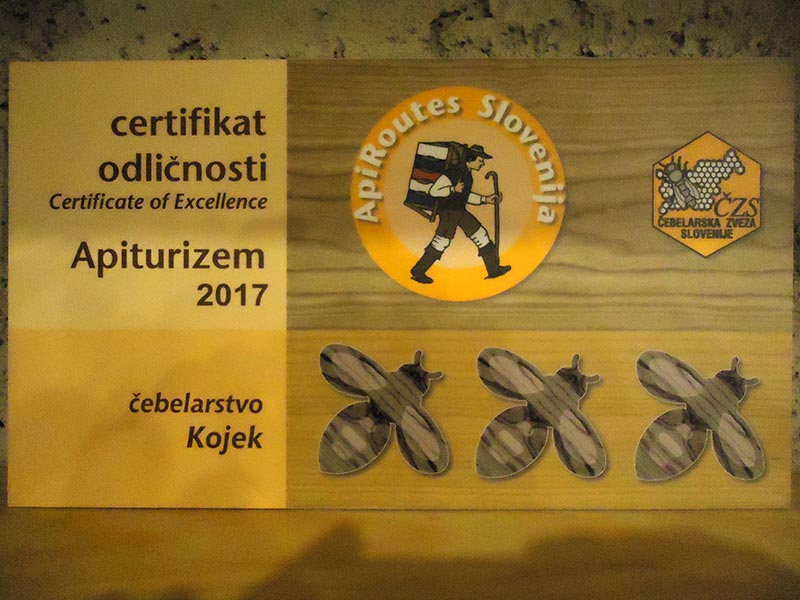 certifikat
odličnosti
Certificate of Excellence
Apiturizem
2017
čebelarstvo
Kojek
ApiRoutes Slovenija
ČZS
ČEBELARSKA ZVEZA
SLOVENIJE